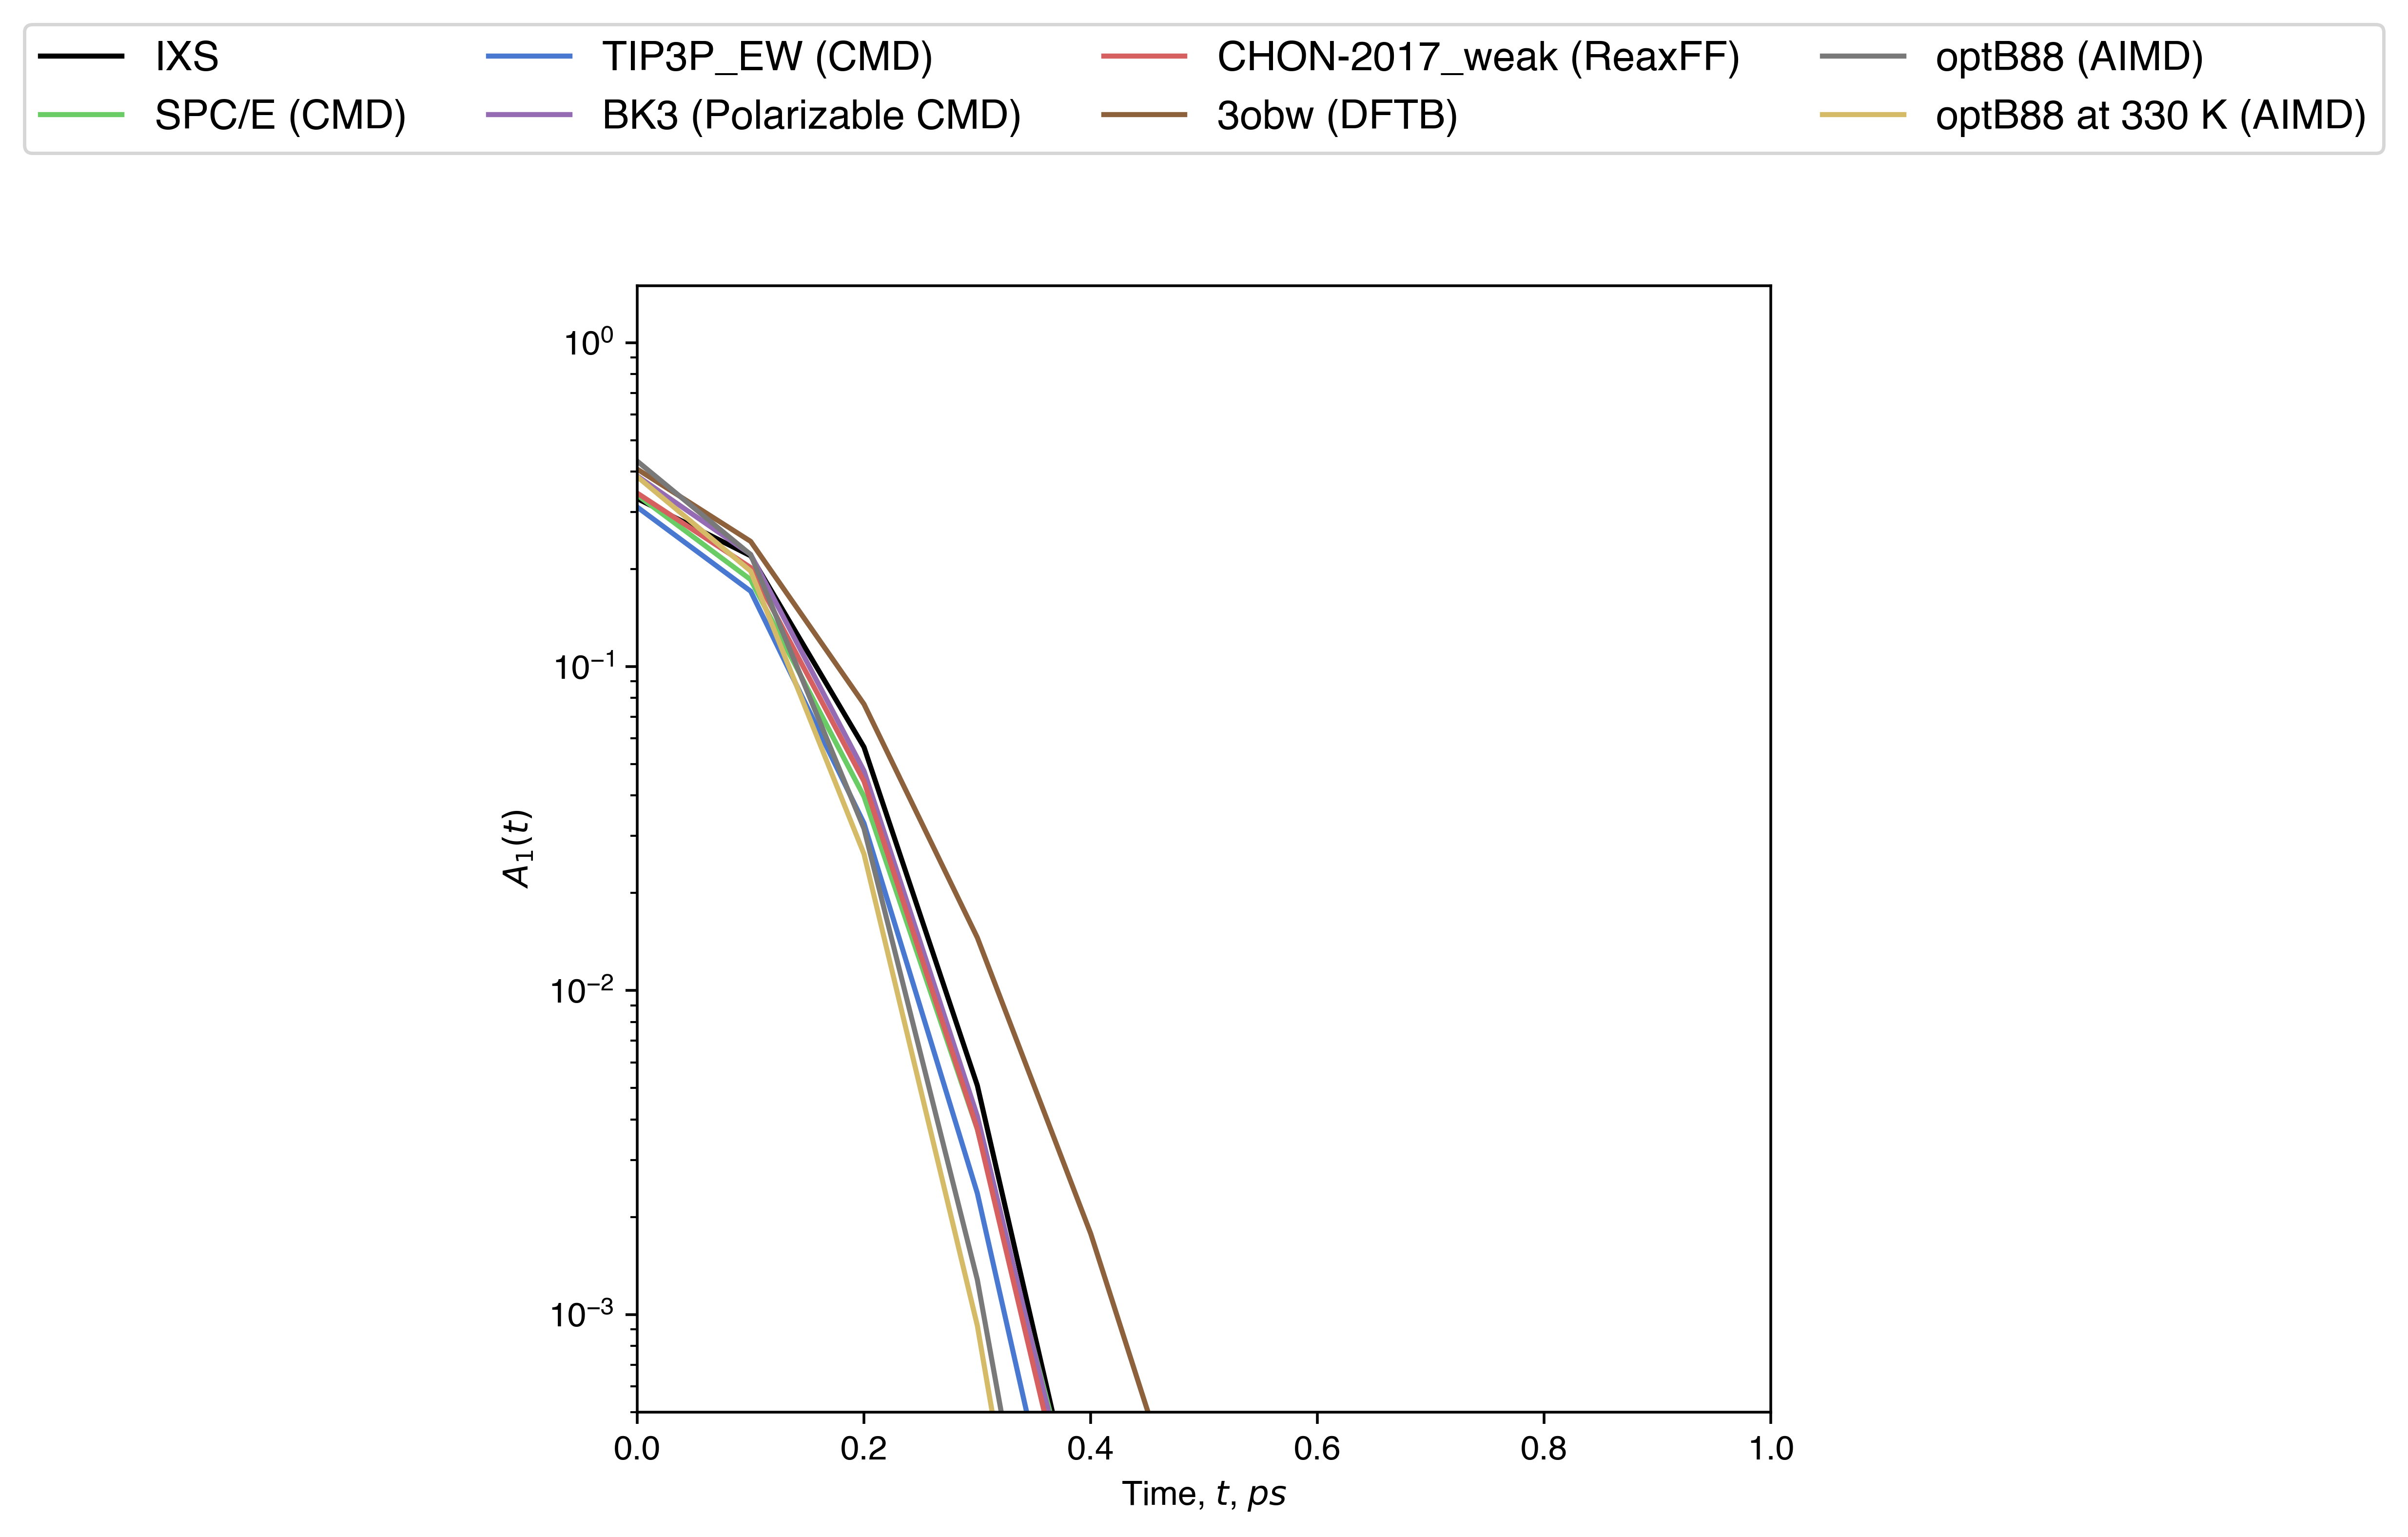 IXS TIP3P_EW (CMD) CHON-2017_weak (ReaxFF) optB88 (AIMD)
SPC/E (CMD) BK3 (Polarizable CMD) 3obw (DFTB) optB88 at 330 K (AIMD)
10⁰
10⁻¹
A₁(t)
10⁻²
10⁻³
0.0 0.2 0.4 0.6 0.8 1.0
Time, t, ps